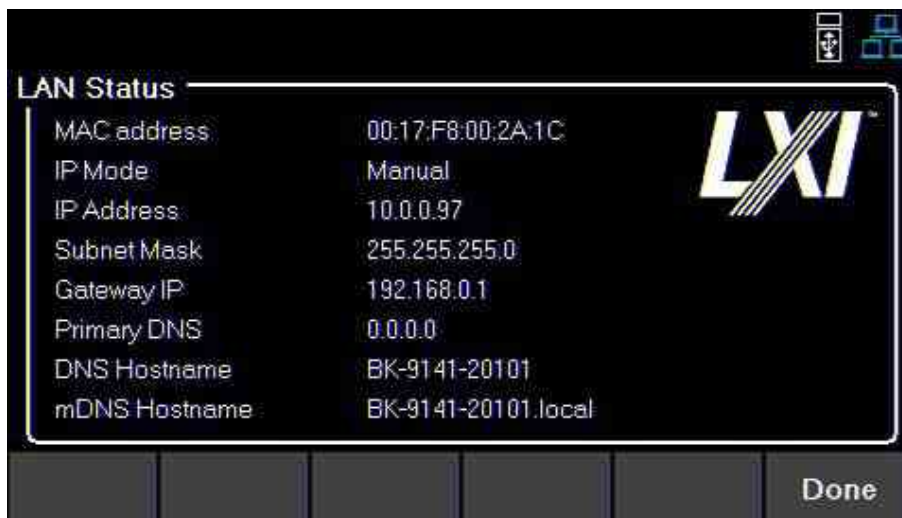 LAN Status
MAC address 00:17:F8:00:2A:1C
IP Mode Manual
IP Address 10.0.0.97
Subnet Mask 255.255.255.0
Gateway IP 192.168.0.1
Primary DNS 0.0.0.0
DNS Hostname BK-9141-20101
mDNS Hostname BK-9141-20101.local
LXI™
Done